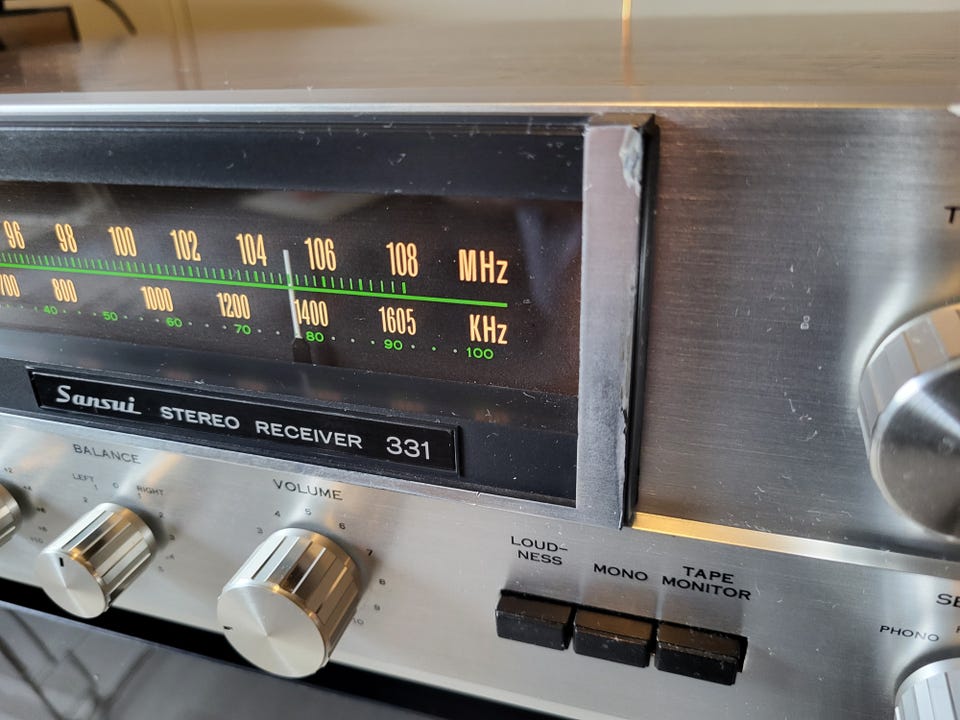 96 98 100 102 104 106 108 MHz
700 800 1000 1200 1400 1605 KHz
40 50 60 70 80 90 100
Sansui STEREO RECEIVER 331
BALANCE
LEFT 0 RIGHT
VOLUME
3 4 5 6 7 8 9 10
LOUD-
NESS
MONO
TAPE
MONITOR
PHONO